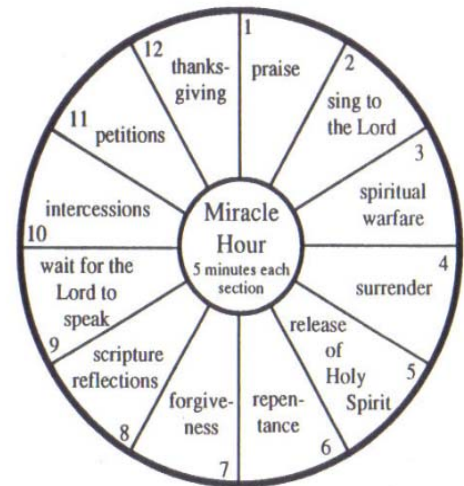 Miracle
Hour
5 minutes each
section
1
praise
2
sing to
the Lord
3
spiritual
warfare
4
surrender
5
release
of
Holy
Spirit
6
repen-
tance
7
forgive-
ness
8
scripture
reflections
9
wait for the
Lord to
speak
10
intercessions
11
petitions
12
thanks-
giving